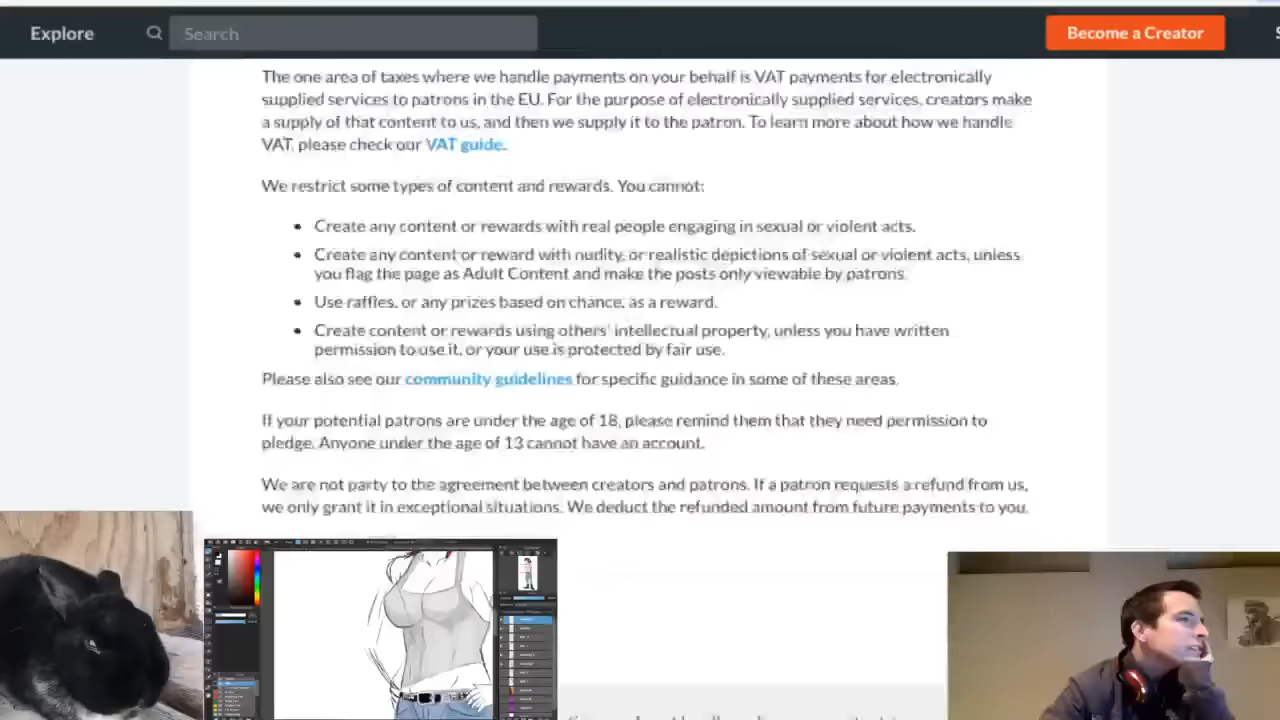 Explore
Search
Become a Creator
S
The one area of taxes where we handle payments on your behalf is VAT payments for electronically
supplied services to patrons in the EU. For the purpose of electronically supplied services, creators make
a supply of that content to us, and then we supply it to the patron. To learn more about how we handle
VAT, please check our VAT guide.
We restrict some types of content and rewards. You cannot:
• Create any content or rewards with real people engaging in sexual or violent acts.
• Create any content or reward with nudity, or realistic depictions of sexual or violent acts, unless
you flag the page as Adult Content and make the posts only viewable by patrons.
• Use raffles, or any prizes based on chance, as a reward.
• Create content or rewards using others' intellectual property, unless you have written
permission to use it, or your use is protected by fair use.
Please also see our community guidelines for specific guidance in some of these areas.
If your potential patrons are under the age of 18, please remind them that they need permission to
pledge. Anyone under the age of 13 cannot have an account.
We are not party to the agreement between creators and patrons. If a patron requests a refund from us,
we only grant it in exceptional situations. We deduct the refunded amount from future payments to you.